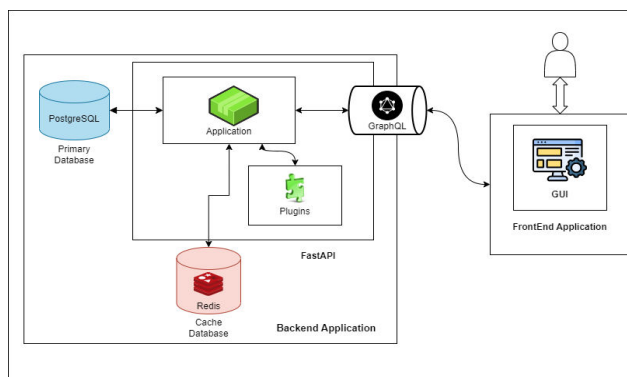 PostgreSQL
Primary
Database
Application
GraphQL
Plugins
FastAPI
Redis
Cache
Database
Backend Application
GUI
FrontEnd Application